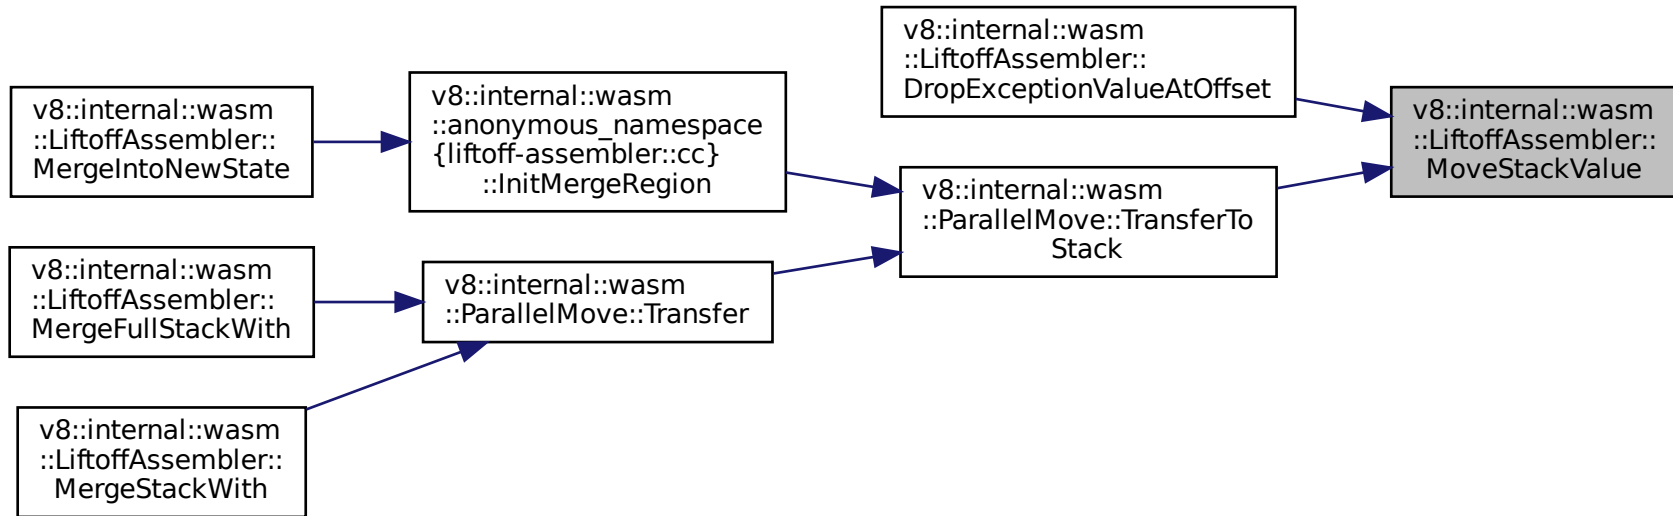 v8::internal::wasm
::LiftoffAssembler::
MergeIntoNewState
v8::internal::wasm
::LiftoffAssembler::
MergeFullStackWith
v8::internal::wasm
::LiftoffAssembler::
MergeStackWith
v8::internal::wasm
::anonymous_namespace
{liftoff-assembler::cc}
::InitMergeRegion
v8::internal::wasm
::ParallelMove::Transfer
v8::internal::wasm
::LiftoffAssembler::
DropExceptionValueAtOffset
v8::internal::wasm
::ParallelMove::TransferTo
Stack
v8::internal::wasm
::LiftoffAssembler::
MoveStackValue